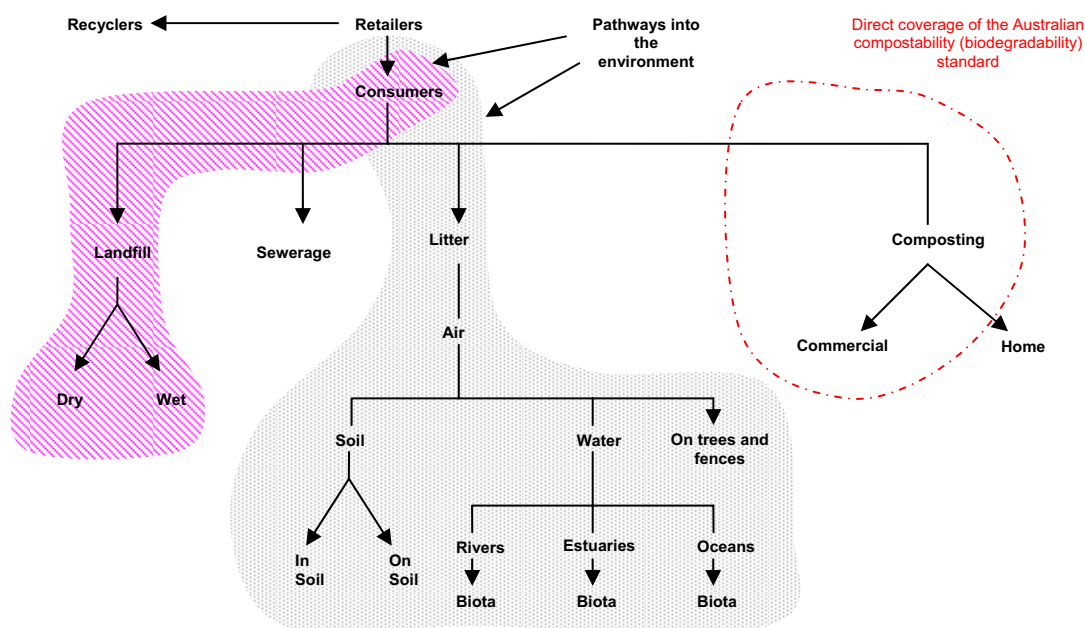 Recyclers
Retailers
Pathways into
the
environment
Direct coverage of the Australian
compostability (biodegradability)
standard
Consumers
Landfill
Sewerage
Litter
Composting
Air
Commercial
Home
Dry
Wet
Soil
Water
On trees and
fences
In
Soil
On
Soil
Rivers
Estuaries
Oceans
Biota
Biota
Biota